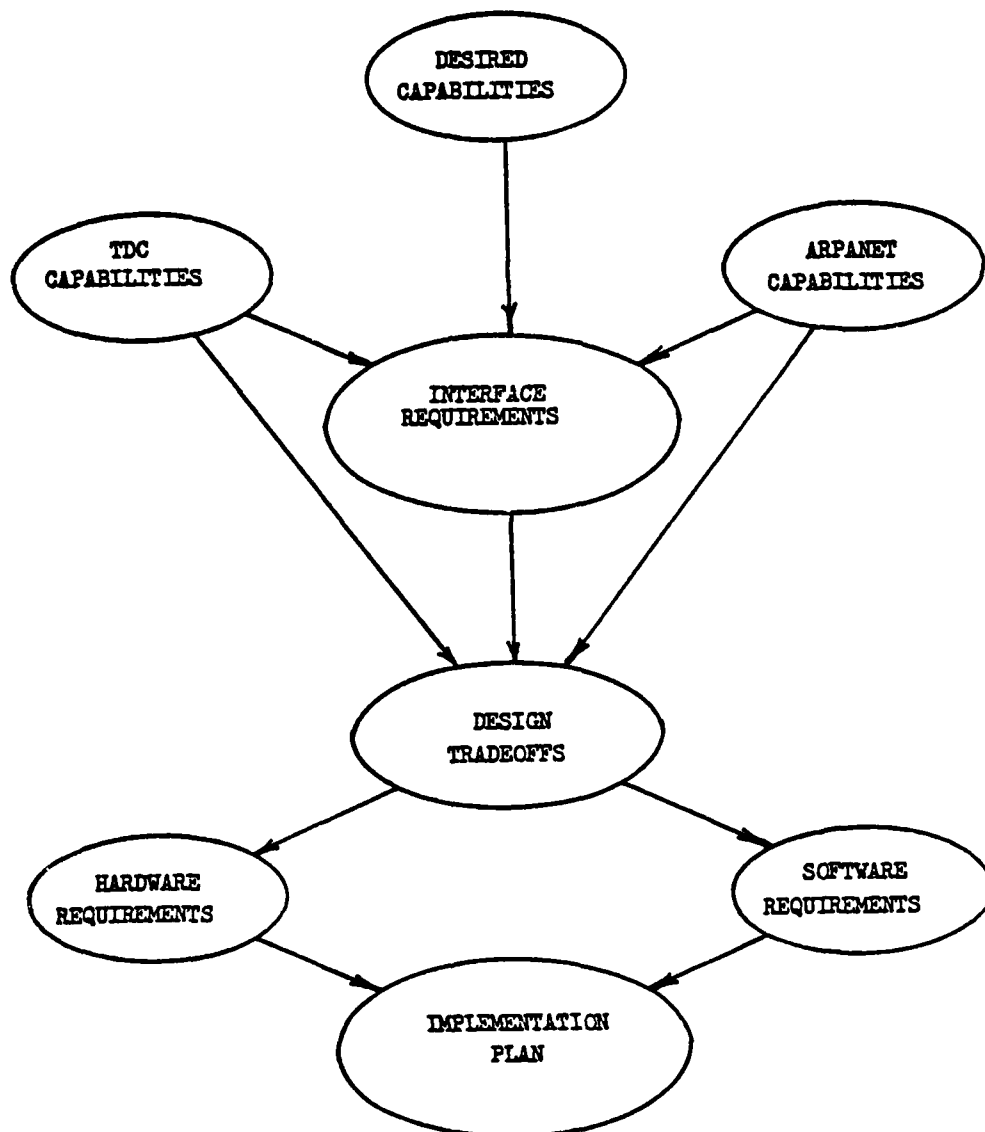 DESIRED
CAPABILITIES
TDC
CAPABILITIES
ARPANET
CAPABILITIES
INTERFACE
REQUIREMENTS
DESIGN
TRADEOFFS
HARDWARE
REQUIREMENTS
SOFTWARE
REQUIREMENTS
IMPLEMENTATION
PLAN